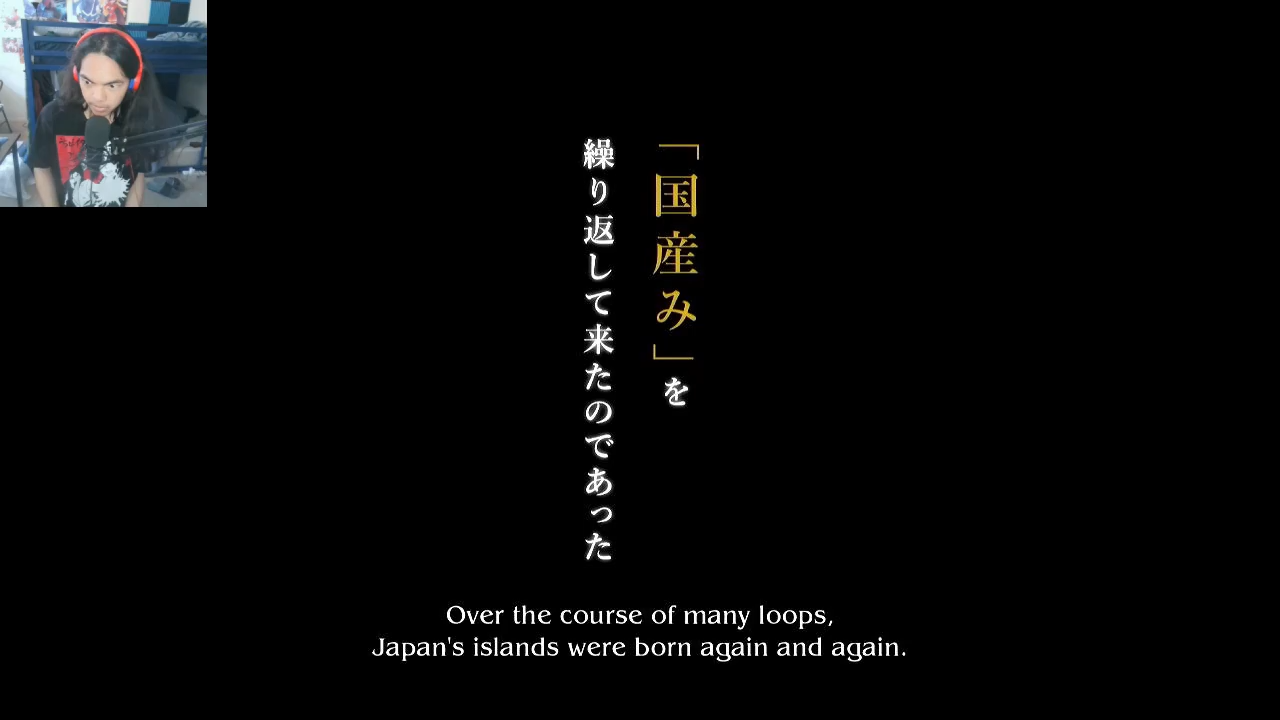 「国産み」を
繰り返して来たのであった
Over the course of many loops,
Japan's islands were born again and again.